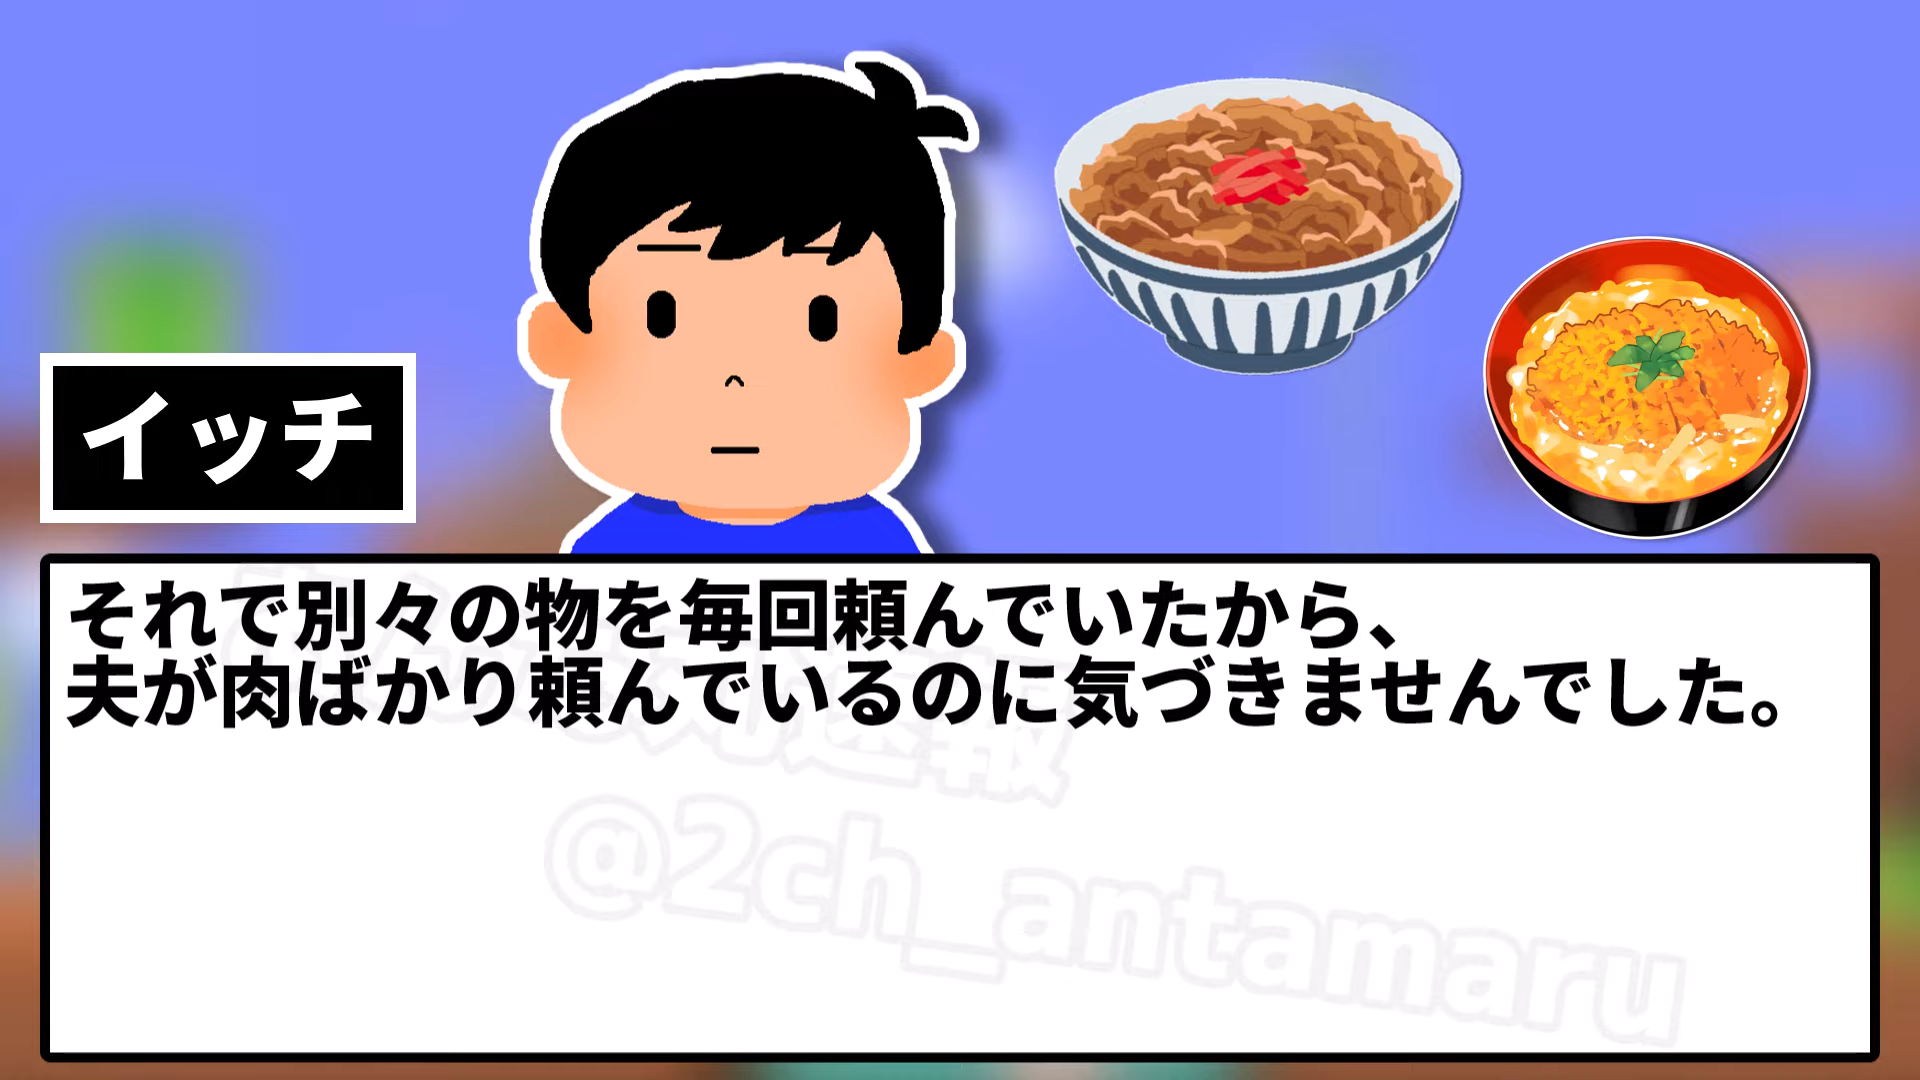 イッチ
それで別々の物を毎回頼んでいたから、
夫が肉ばかり頼んでいるのに気づきませんでした。
@2ch_antamaru